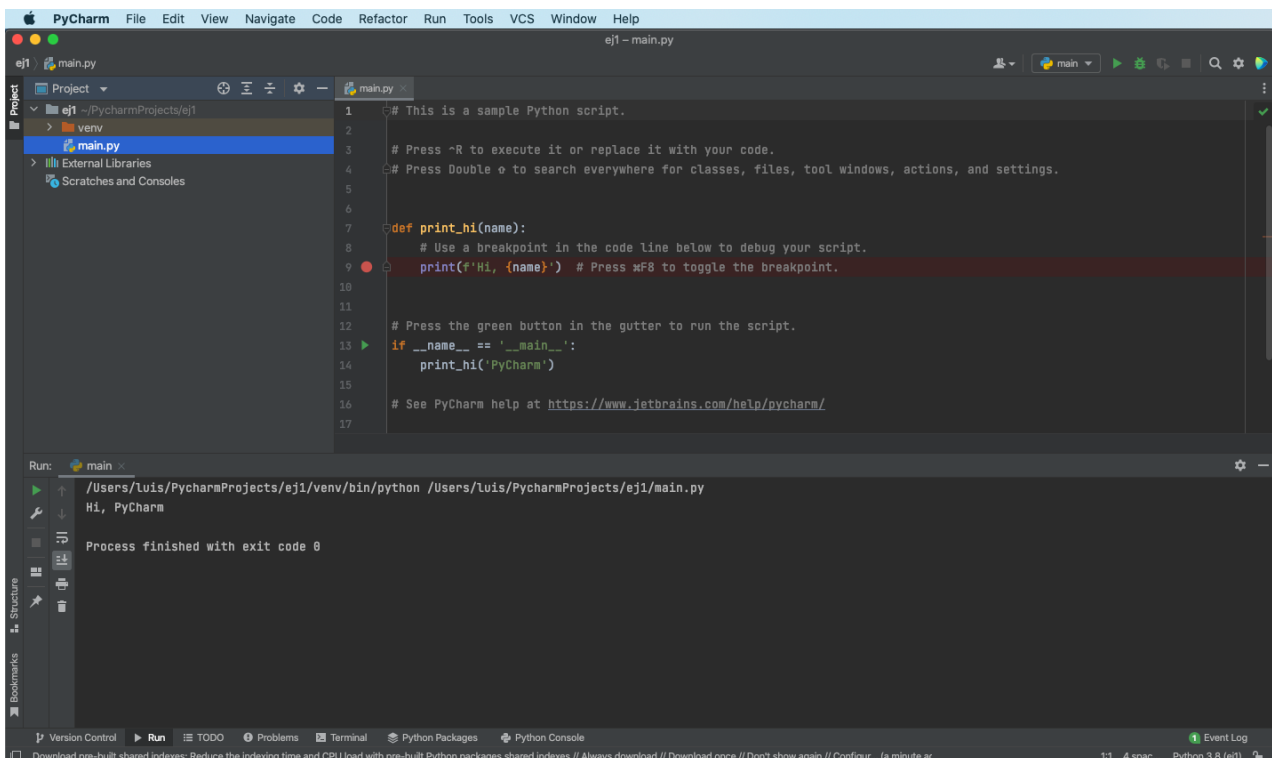 PyCharm File Edit View Navigate Code Refactor Run Tools VCS Window Help
ej1 – main.py
ej1 main.py
main
Project
Project
main.py
ej1 ~/PycharmProjects/ej1
venv
main.py
External Libraries
Scratches and Consoles
1 # This is a sample Python script.
2
3 # Press ^R to execute it or replace it with your code.
4 # Press Double ⇧ to search everywhere for classes, files, tool windows, actions, and settings.
5
6
7 def print_hi(name):
8 # Use a breakpoint in the code line below to debug your script.
9 print(f'Hi, {name}') # Press ⌘F8 to toggle the breakpoint.
10
11
12 # Press the green button in the gutter to run the script.
13 if __name__ == '__main__':
14 print_hi('PyCharm')
15
16 # See PyCharm help at https://www.jetbrains.com/help/pycharm/
17
Run: main
/Users/luis/PycharmProjects/ej1/venv/bin/python /Users/luis/PycharmProjects/ej1/main.py
Hi, PyCharm
Process finished with exit code 0
Structure
Bookmarks
Version Control Run TODO Problems Terminal Python Packages Python Console 1 Event Log
Download pre-built shared indexes: Reduce the indexing time and CPU load with pre-built Python packages shared indexes // Always download // Download once // Don't show again // Configur... (a minute 1:1 4 spac Python 3.8 (ej1)